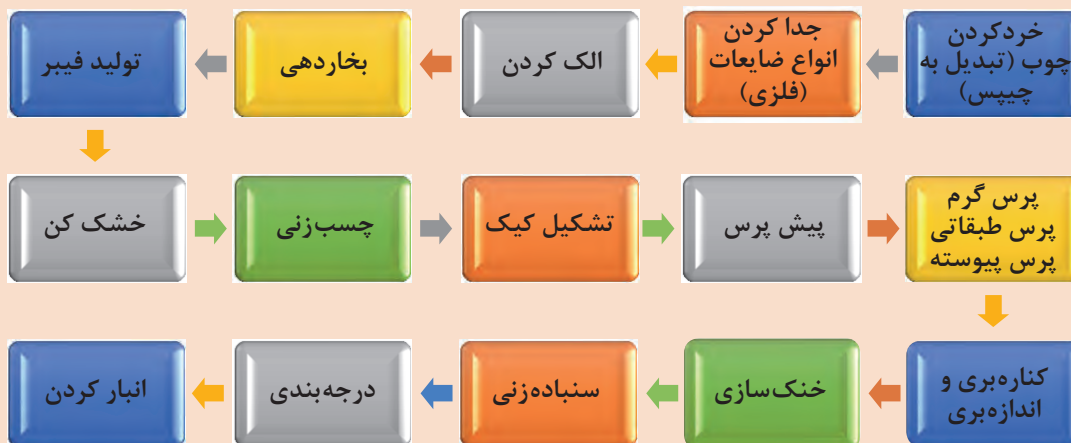 خردکردن
چوب (تبدیل به
چیپس)
جدا کردن
انواع ضایعات
(فلزی)
الک کردن
بخاردهی
تولید فیبر
خشک کن
چسب‌زنی
تشکیل کیک
پیش پرس
پرس گرم
پرس طبقاتی
پرس پیوسته
کناره‌بری و
اندازه‌بری
خنک‌سازی
سنباده‌زنی
درجه‌بندی
انبار کردن